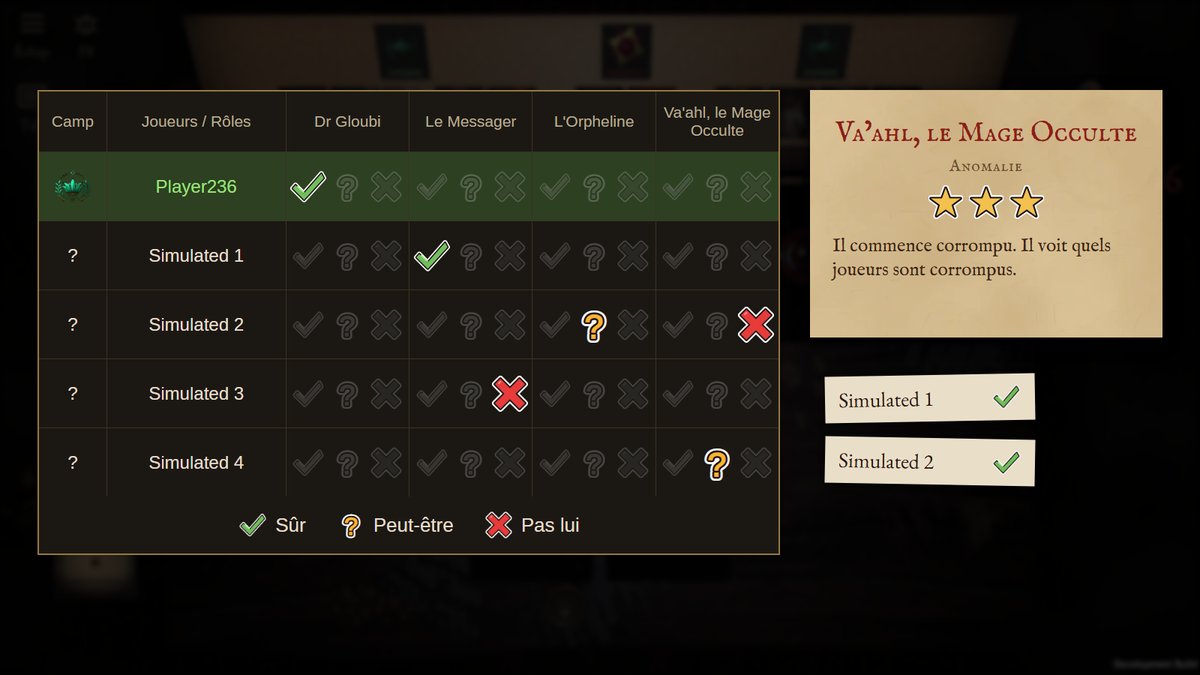 Camp
Joueurs / Rôles
Dr Gloubi
Le Messager
L'Orpheline
Va'ahl, le Mage
Occulte
Player236
?
Simulated 1
?
Simulated 2
?
Simulated 3
?
Simulated 4
Sûr
Peut-être
Pas lui
Va'ahl, le Mage Occulte
Anomalie
Il commence corrompu. Il voit quels
joueurs sont corrompus.
Simulated 1
Simulated 2
Development Build